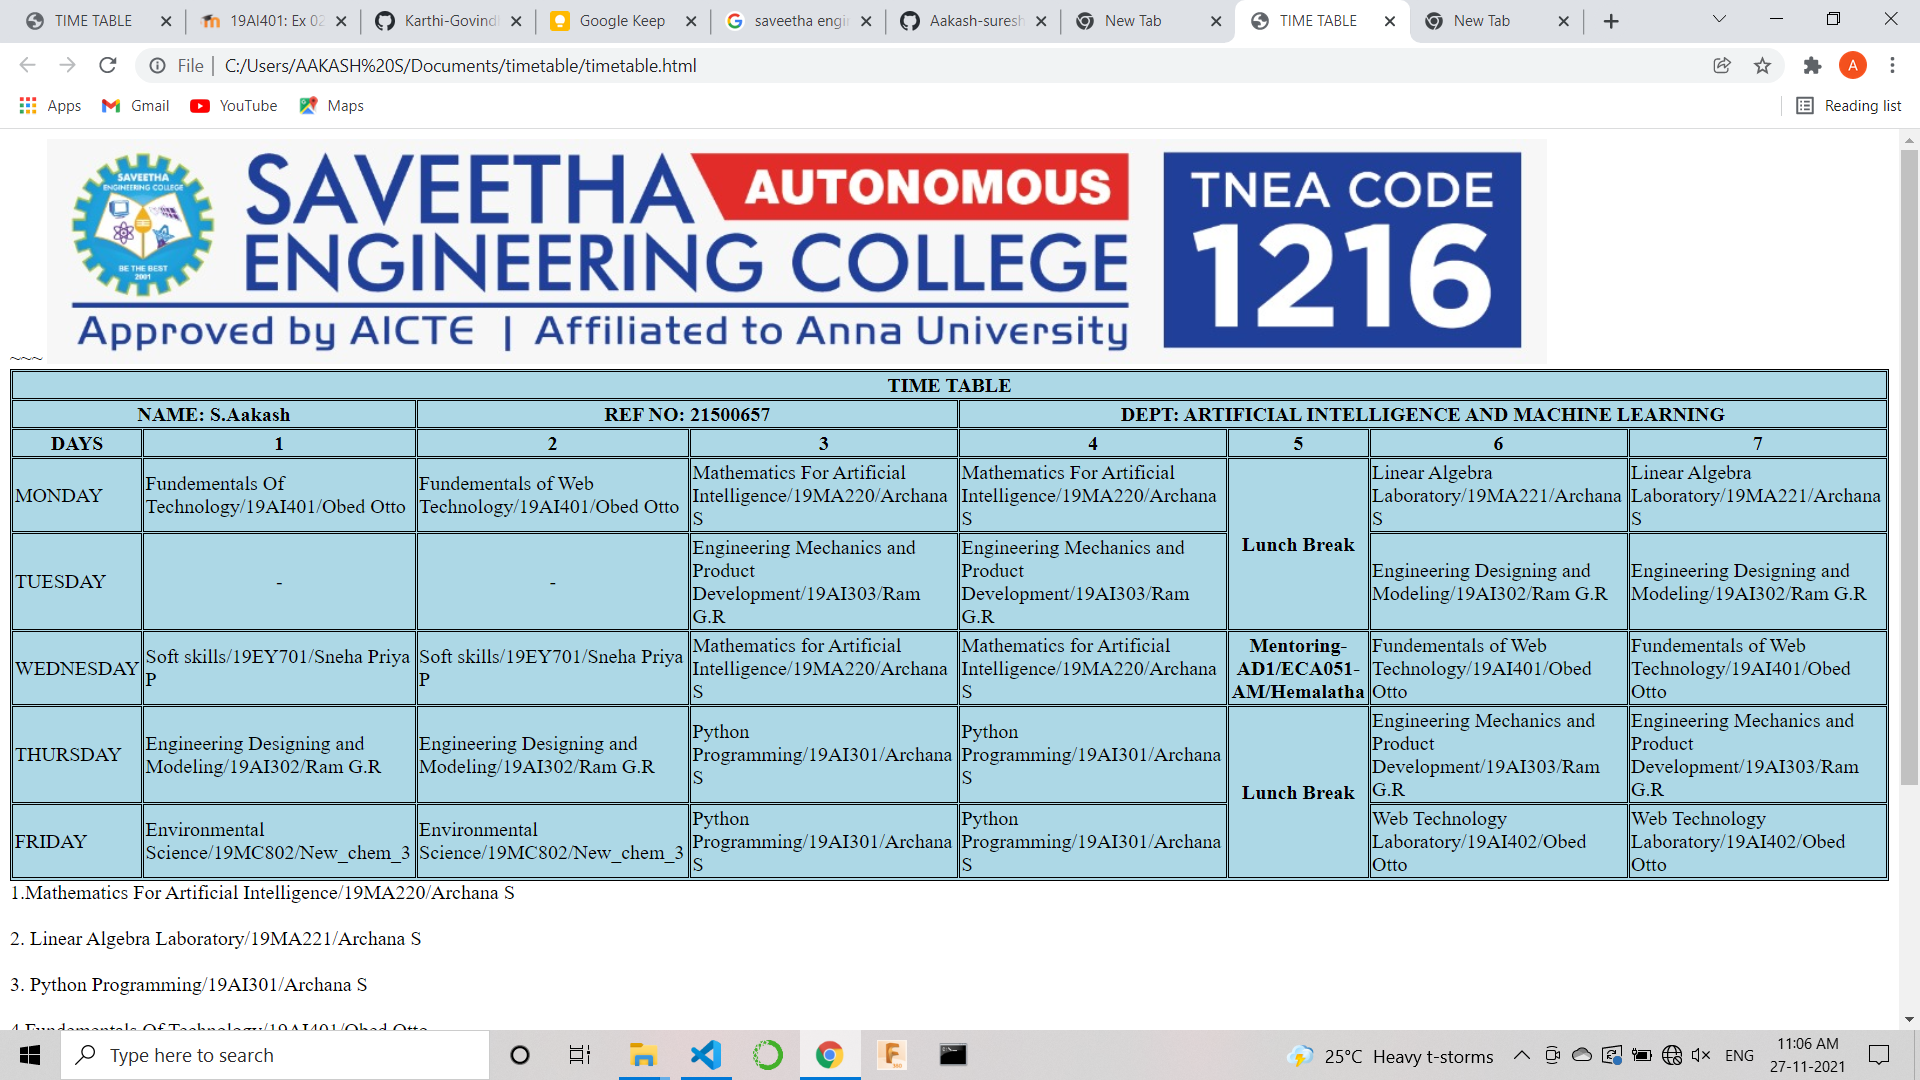 TIME TABLE
19AI401: Ex 02
Karthi-Govind
Google Keep
saveetha engi
Aakash-suresh
New Tab
TIME TABLE
New Tab
File | C:/Users/AAKASH%20S/Documents/timetable/timetable.html
A
Apps
Gmail
YouTube
Maps
Reading list
SAVEETHA
ENGINEERING COLLEGE
BE THE BEST
2001
SAVEETHA AUTONOMOUS
ENGINEERING COLLEGE
Approved by AICTE | Affiliated to Anna University
TNEA CODE
1216
~~~
TIME TABLE
NAME: S.Aakash REF NO: 21500657 DEPT: ARTIFICIAL INTELLIGENCE AND MACHINE LEARNING
DAYS 1 2 3 4 5 6 7
MONDAY
Fundementals Of
Technology/19AI401/Obed Otto
Fundementals of Web
Technology/19AI401/Obed Otto
Mathematics For Artificial
Intelligence/19MA220/Archana
S
Mathematics For Artificial
Intelligence/19MA220/Archana
S
Lunch Break
Linear Algebra
Laboratory/19MA221/Archana
S
Linear Algebra
Laboratory/19MA221/Archana
S
TUESDAY
-
-
Engineering Mechanics and
Product
Development/19AI303/Ram
G.R
Engineering Mechanics and
Product
Development/19AI303/Ram
G.R
Engineering Designing and
Modeling/19AI302/Ram G.R
Engineering Designing and
Modeling/19AI302/Ram G.R
WEDNESDAY
Soft skills/19EY701/Sneha Priya
P
Soft skills/19EY701/Sneha Priya
P
Mathematics for Artificial
Intelligence/19MA220/Archana
S
Mathematics for Artificial
Intelligence/19MA220/Archana
S
Mentoring-
AD1/ECA051-
AM/Hemalatha
Fundementals of Web
Technology/19AI401/Obed
Otto
Fundementals of Web
Technology/19AI401/Obed
Otto
THURSDAY
Engineering Designing and
Modeling/19AI302/Ram G.R
Engineering Designing and
Modeling/19AI302/Ram G.R
Python
Programming/19AI301/Archana
S
Python
Programming/19AI301/Archana
S
Lunch Break
Engineering Mechanics and
Product
Development/19AI303/Ram
G.R
Engineering Mechanics and
Product
Development/19AI303/Ram
G.R
FRIDAY
Environmental
Science/19MC802/New_chem_3
Environmental
Science/19MC802/New_chem_3
Python
Programming/19AI301/Archana
S
Python
Programming/19AI301/Archana
S
Web Technology
Laboratory/19AI402/Obed
Otto
Web Technology
Laboratory/19AI402/Obed
Otto
1.Mathematics For Artificial Intelligence/19MA220/Archana S
2. Linear Algebra Laboratory/19MA221/Archana S
3. Python Programming/19AI301/Archana S
4.Fundementals Of Technology/19AI401/Obed Otto
Type here to search
25°C Heavy t-storms
ENG
11:06 AM
27-11-2021